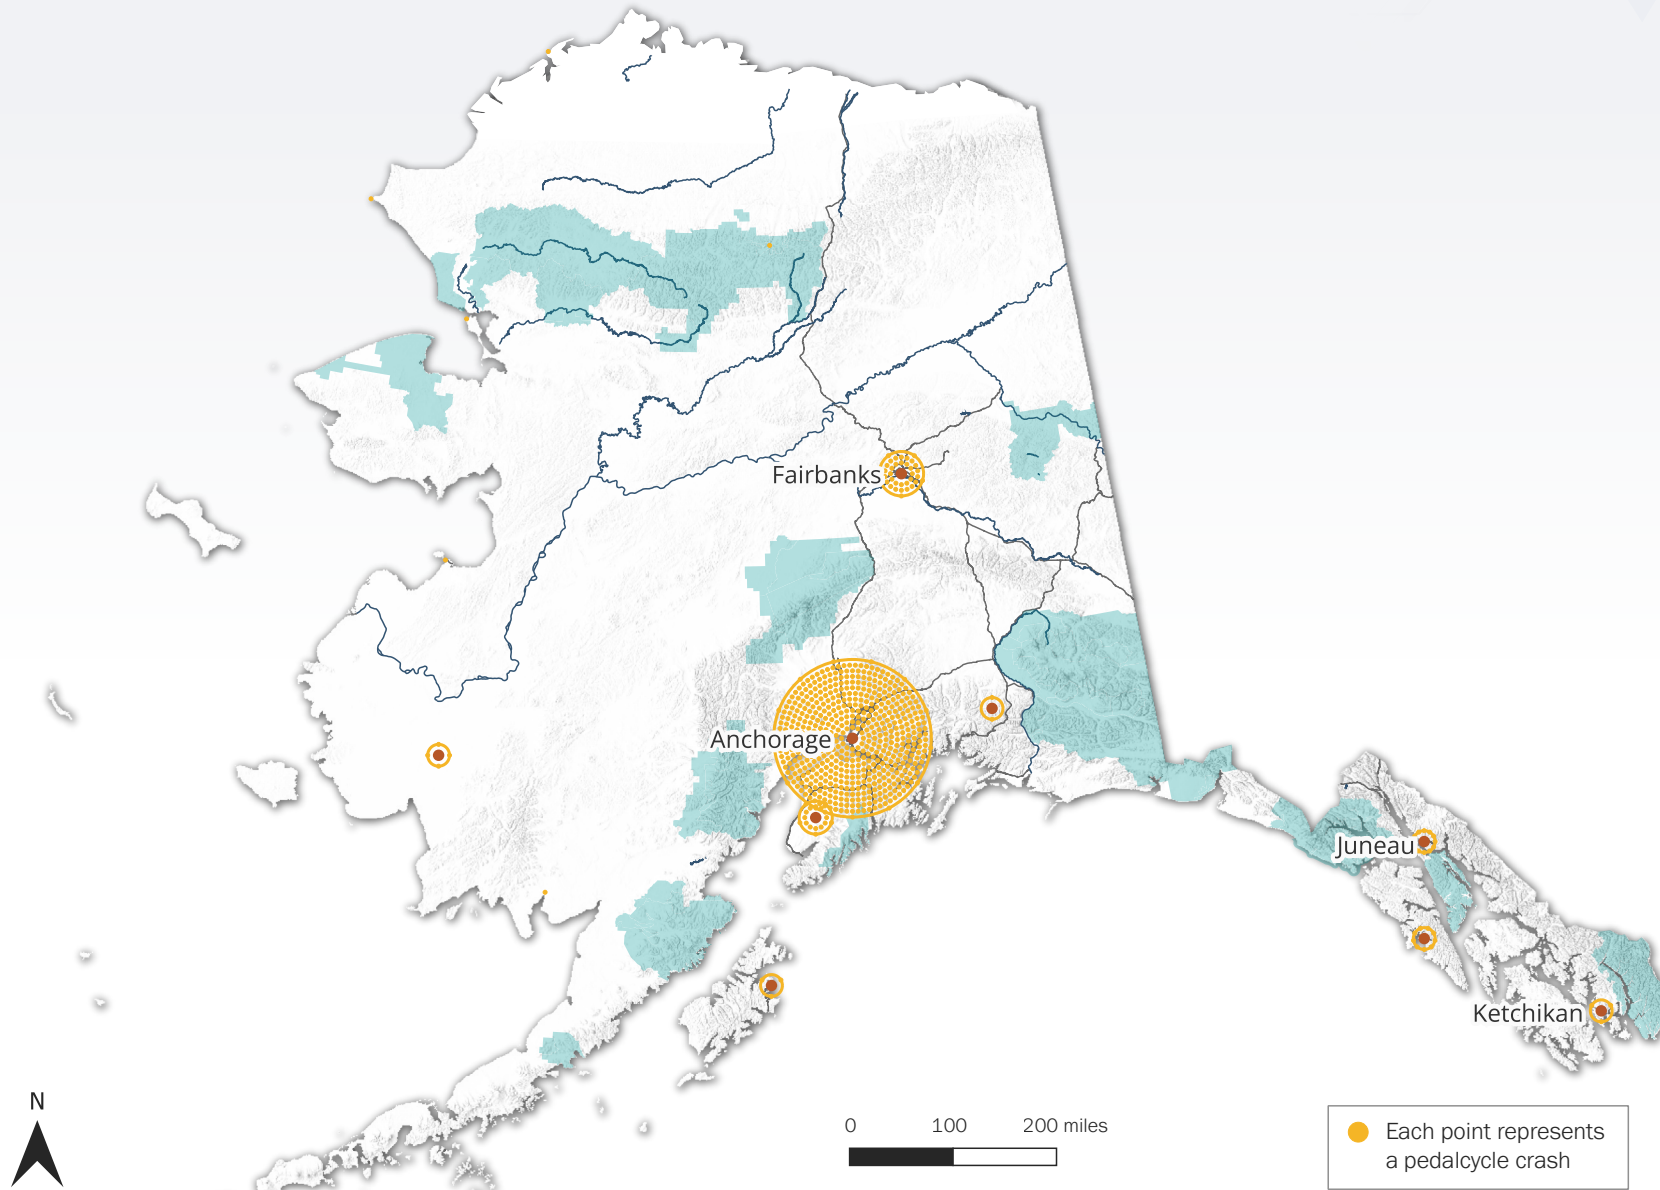 Fairbanks
Anchorage
Juneau
Ketchikan
N
0 100 200 miles
Each point represents
a pedalcycle crash